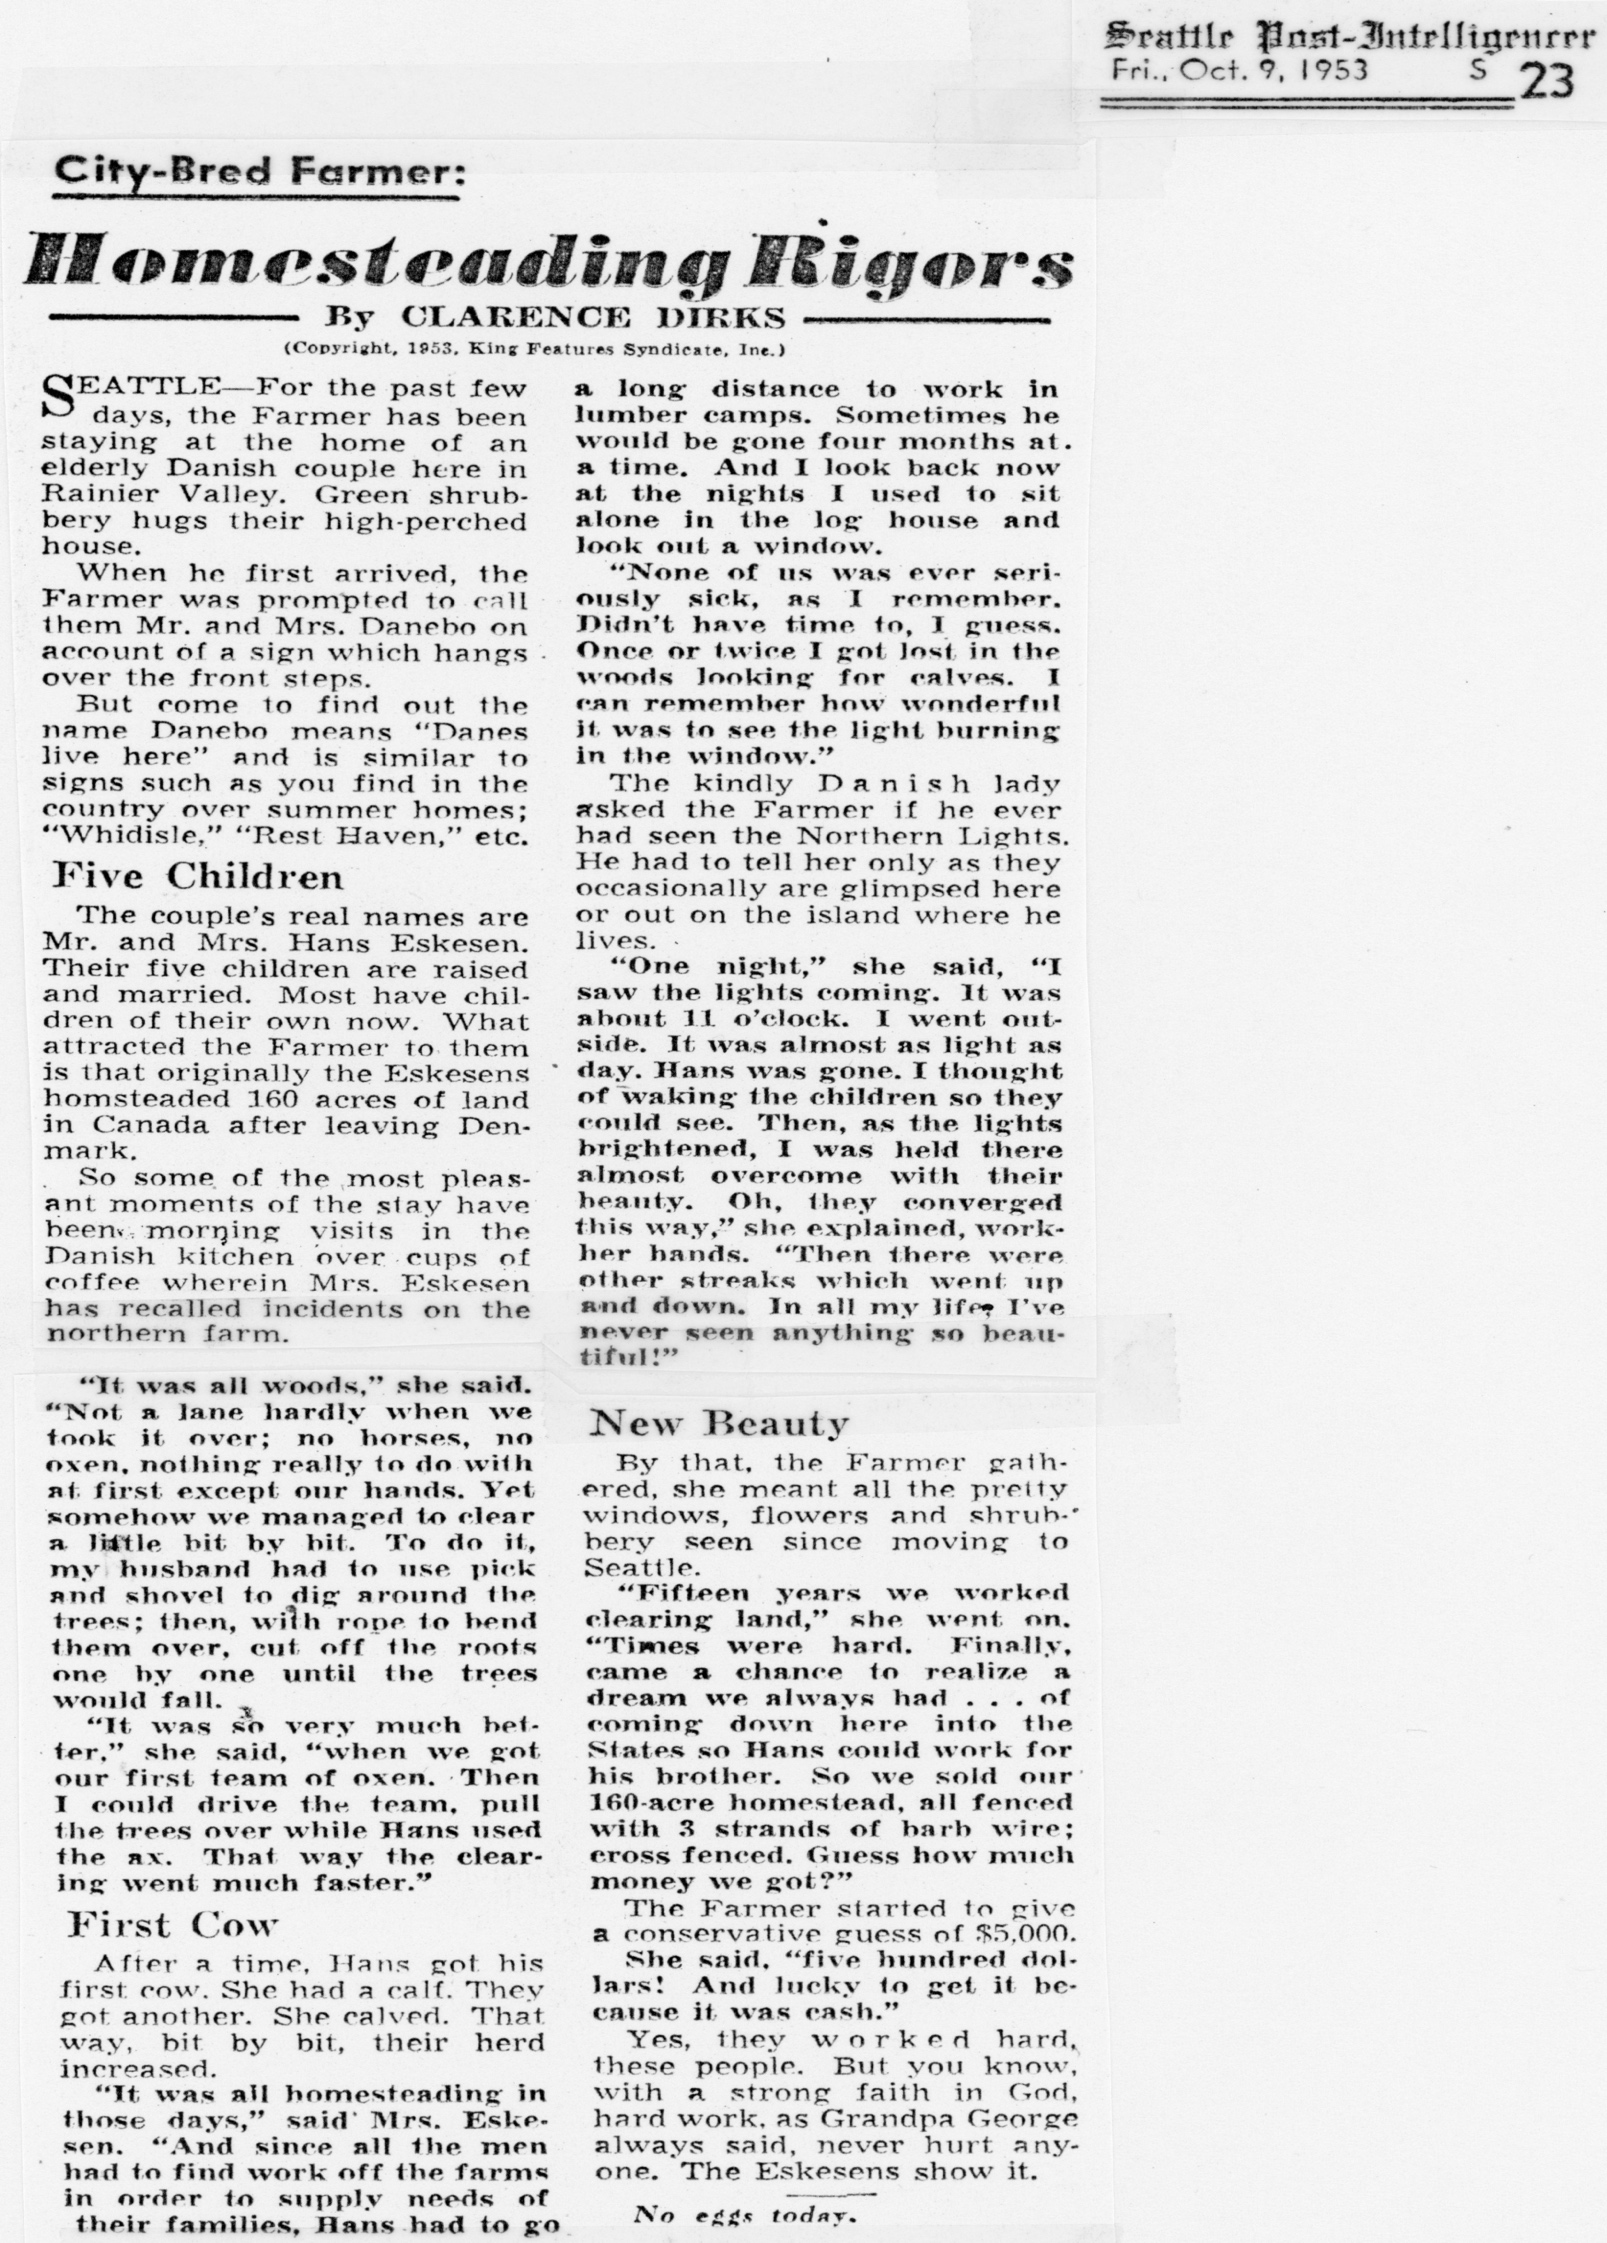 Seattle Post-Intelligencer
Fri., Oct. 9, 1953 S 23
City-Bred Farmer:
Homesteading Rigors
By CLARENCE DIRKS
(Copyright, 1953, King Features Syndicate, Inc.)
SEATTLE—For the past few
days, the Farmer has been
staying at the home of an
elderly Danish couple here in
Rainier Valley. Green shrub-
bery hugs their high-perched
house.
When he first arrived, the
Farmer was prompted to call
them Mr. and Mrs. Danebo on
account of a sign which hangs
over the front steps.
But come to find out the
name Danebo means "Danes
live here" and is similar to
signs such as you find in the
country over summer homes;
"Whidisle," "Rest Haven," etc.
Five Children
The couple's real names are
Mr. and Mrs. Hans Eskesen.
Their five children are raised
and married. Most have chil-
dren of their own now. What
attracted the Farmer to them
is that originally the Eskesens
homsteaded 160 acres of land
in Canada after leaving Den-
mark.
So some of the most pleas-
ant moments of the stay have
been morning visits in the
Danish kitchen over cups of
coffee wherein Mrs. Eskesen
has recalled incidents on the
northern farm.
"It was all woods," she said.
"Not a lane hardly when we
took it over; no horses, no
oxen, nothing really to do with
at first except our hands. Yet
somehow we managed to clear
a little bit by bit. To do it,
my husband had to use pick
and shovel to dig around the
trees; then, with rope to bend
them over, cut off the roots
one by one until the trees
would fall.
"It was so very much bet-
ter," she said, "when we got
our first team of oxen. Then
I could drive the team, pull
the trees over while Hans used
the ax. That way the clear-
ing went much faster."
First Cow
After a time, Hans got his
first cow. She had a calf. They
got another. She calved. That
way, bit by bit, their herd
increased.
"It was all homesteading in
those days," said Mrs. Eske-
sen. "And since all the men
had to find work off the farms
in order to supply needs of
their families, Hans had to go
a long distance to work in
lumber camps. Sometimes he
would be gone four months at
a time. And I look back now
at the nights I used to sit
alone in the log house and
look out a window.
"None of us was ever seri-
ously sick, as I remember.
Didn't have time to, I guess.
Once or twice I got lost in the
woods looking for calves. I
can remember how wonderful
it was to see the light burning
in the window."
The kindly Danish lady
asked the Farmer if he ever
had seen the Northern Lights.
He had to tell her only as they
occasionally are glimpsed here
or out on the island where he
lives.
"One night," she said, "I
saw the lights coming. It was
about 11 o'clock. I went out-
side. It was almost as light as
day. Hans was gone. I thought
of waking the children so they
could see. Then, as the lights
brightened, I was held there
almost overcome with their
beauty. Oh, they converged
this way," she explained, work-
her hands. "Then there were
other streaks which went up
and down. In all my life, I've
never seen anything so beau-
tiful!"
New Beauty
By that, the Farmer gath-
ered, she meant all the pretty
windows, flowers and shrub-
bery seen since moving to
Seattle.
"Fifteen years we worked
clearing land," she went on.
"Times were hard. Finally,
came a chance to realize a
dream we always had . . . of
coming down here into the
States so Hans could work for
his brother. So we sold our
160-acre homestead, all fenced
with 3 strands of barb wire;
cross fenced. Guess how much
money we got?"
The Farmer started to give
a conservative guess of $5,000.
She said, "five hundred dol-
lars! And lucky to get it be-
cause it was cash."
Yes, they worked hard,
these people. But you know,
with a strong faith in God,
hard work, as Grandpa George
always said, never hurt any-
one. The Eskesens show it.
No eggs today.